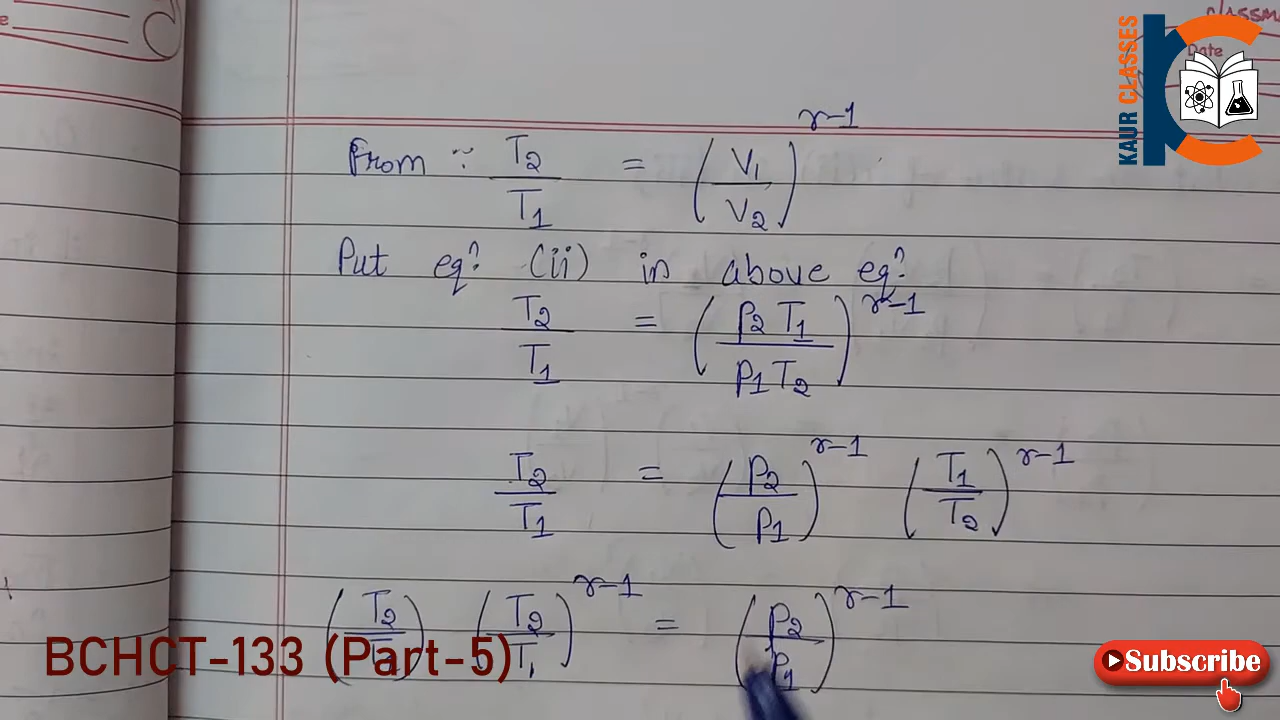 CLASSMA
Date
KAUR CLASSES
From :- T2/T1 = (V1/V2)^γ-1
Put eqⁿ (ii) in above eqⁿ
T2/T1 = (P2 T1/P1 T2)^γ-1
T2/T1 = (P2/P1)^γ-1 (T1/T2)^γ-1
(T2/T1) (T2/T1)^γ-1 = (P2/P1)^γ-1
BCHCT-133 (Part-5)
Subscribe